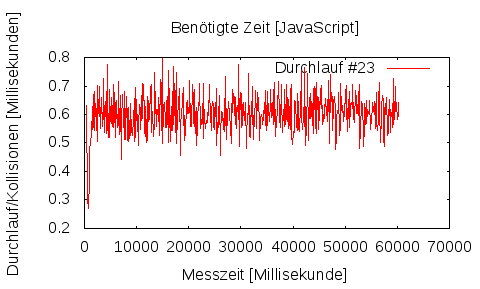 Benötigte Zeit [JavaScript]
Durchlauf/Kollisionen [Millisekunden]
0.8
0.7
0.6
0.5
0.4
0.3
0.2
Durchlauf #23
0 10000 20000 30000 40000 50000 60000 70000
Messzeit [Millisekunde]